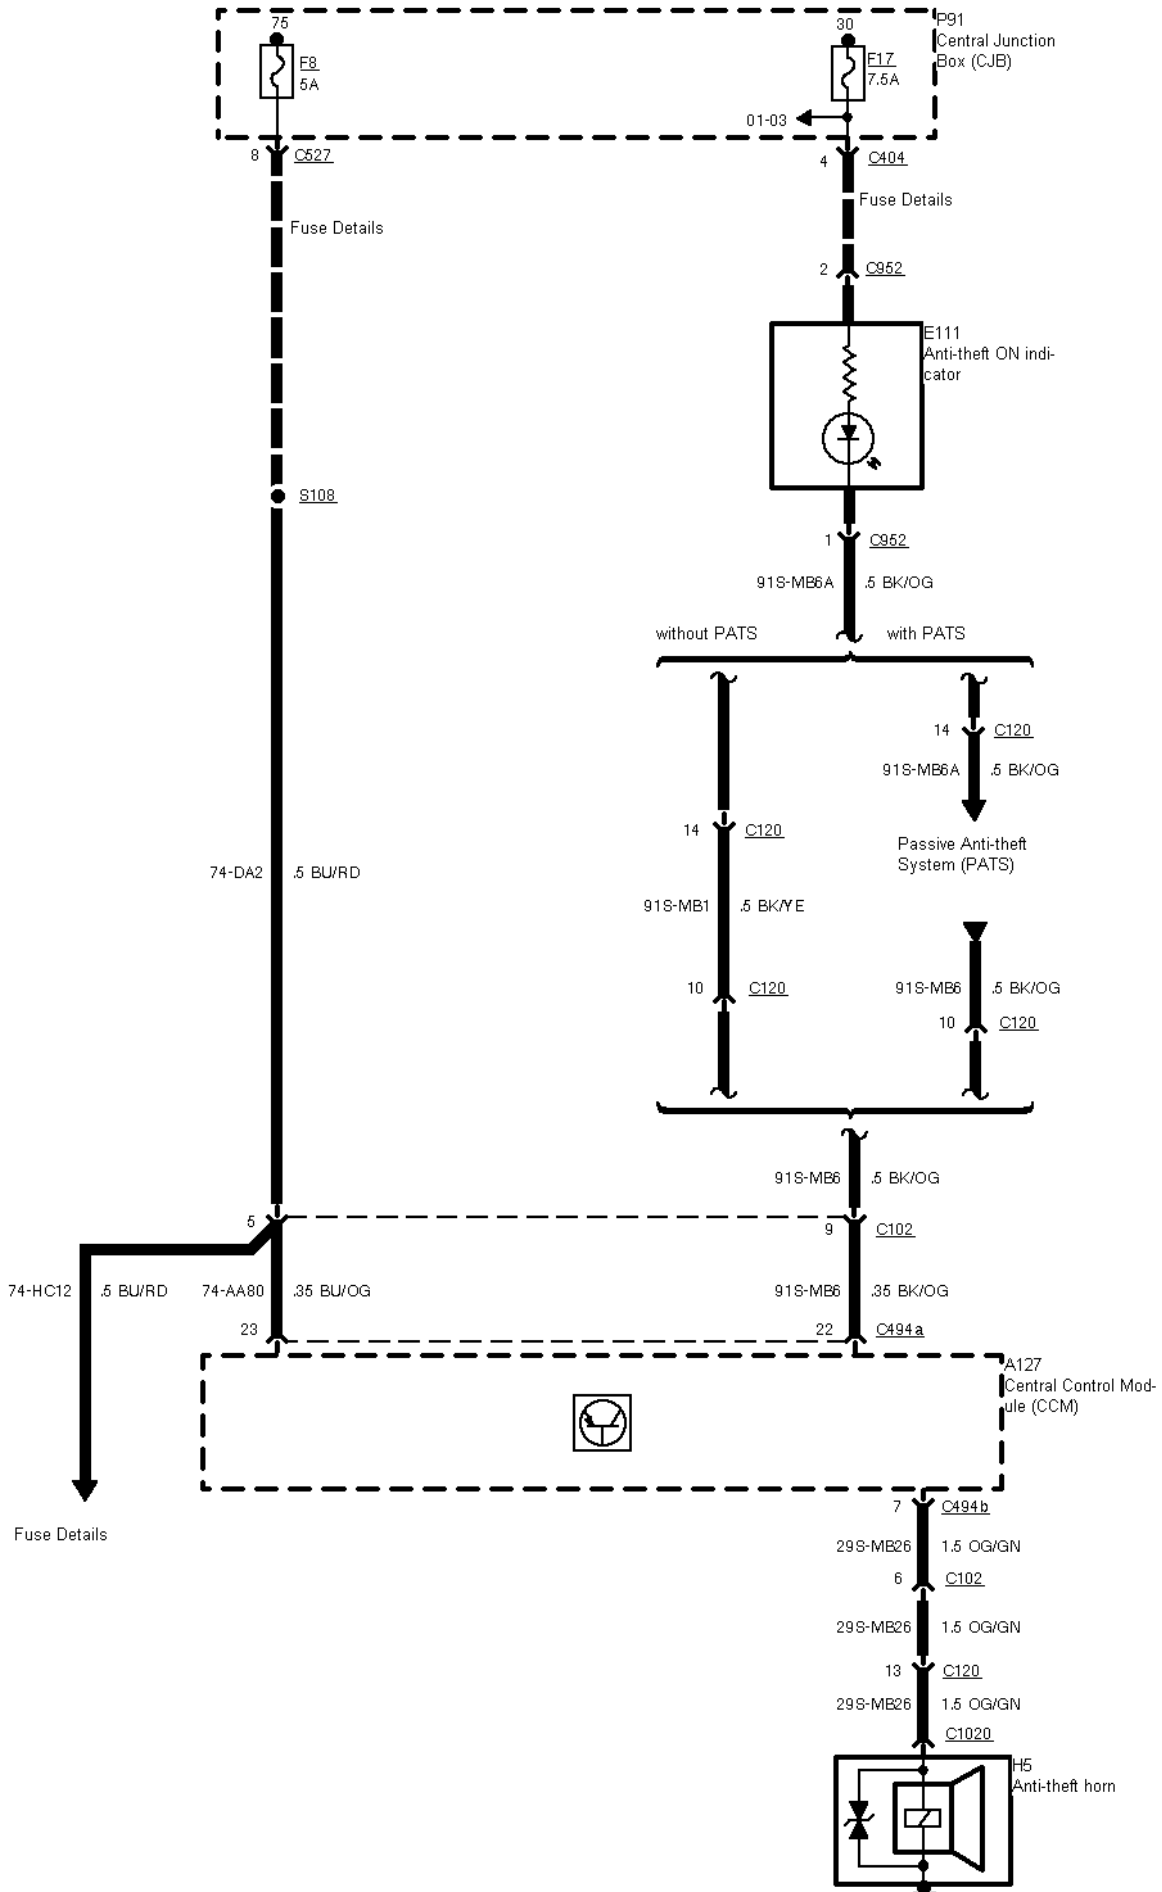 75
30
P91
Central Junction
Box (CJB)
F8
5A
F17
7.5A
01-03
8
C527
4
C404
Fuse Details
Fuse Details
2
C952
E111
Anti-theft ON indi-
cator
S108
1
C952
91S-MB6A
.5 BK/OG
without PATS
with PATS
14
C120
91S-MB6A
.5 BK/OG
14
C120
Passive Anti-theft
System (PATS)
74-DA2
.5 BU/RD
91S-MB1
.5 BK/YE
10
C120
91S-MB6
.5 BK/OG
10
C120
91S-MB6
.5 BK/OG
5
9
C102
74-HC12
.5 BU/RD
74-AA80
.35 BU/OG
91S-MB6
.35 BK/OG
23
22
C494a
A127
Central Control Mod-
ule (CCM)
7
C494b
Fuse Details
29S-MB26
1.5 OG/GN
6
C102
29S-MB26
1.5 OG/GN
13
C120
29S-MB26
1.5 OG/GN
C1020
H5
Anti-theft horn